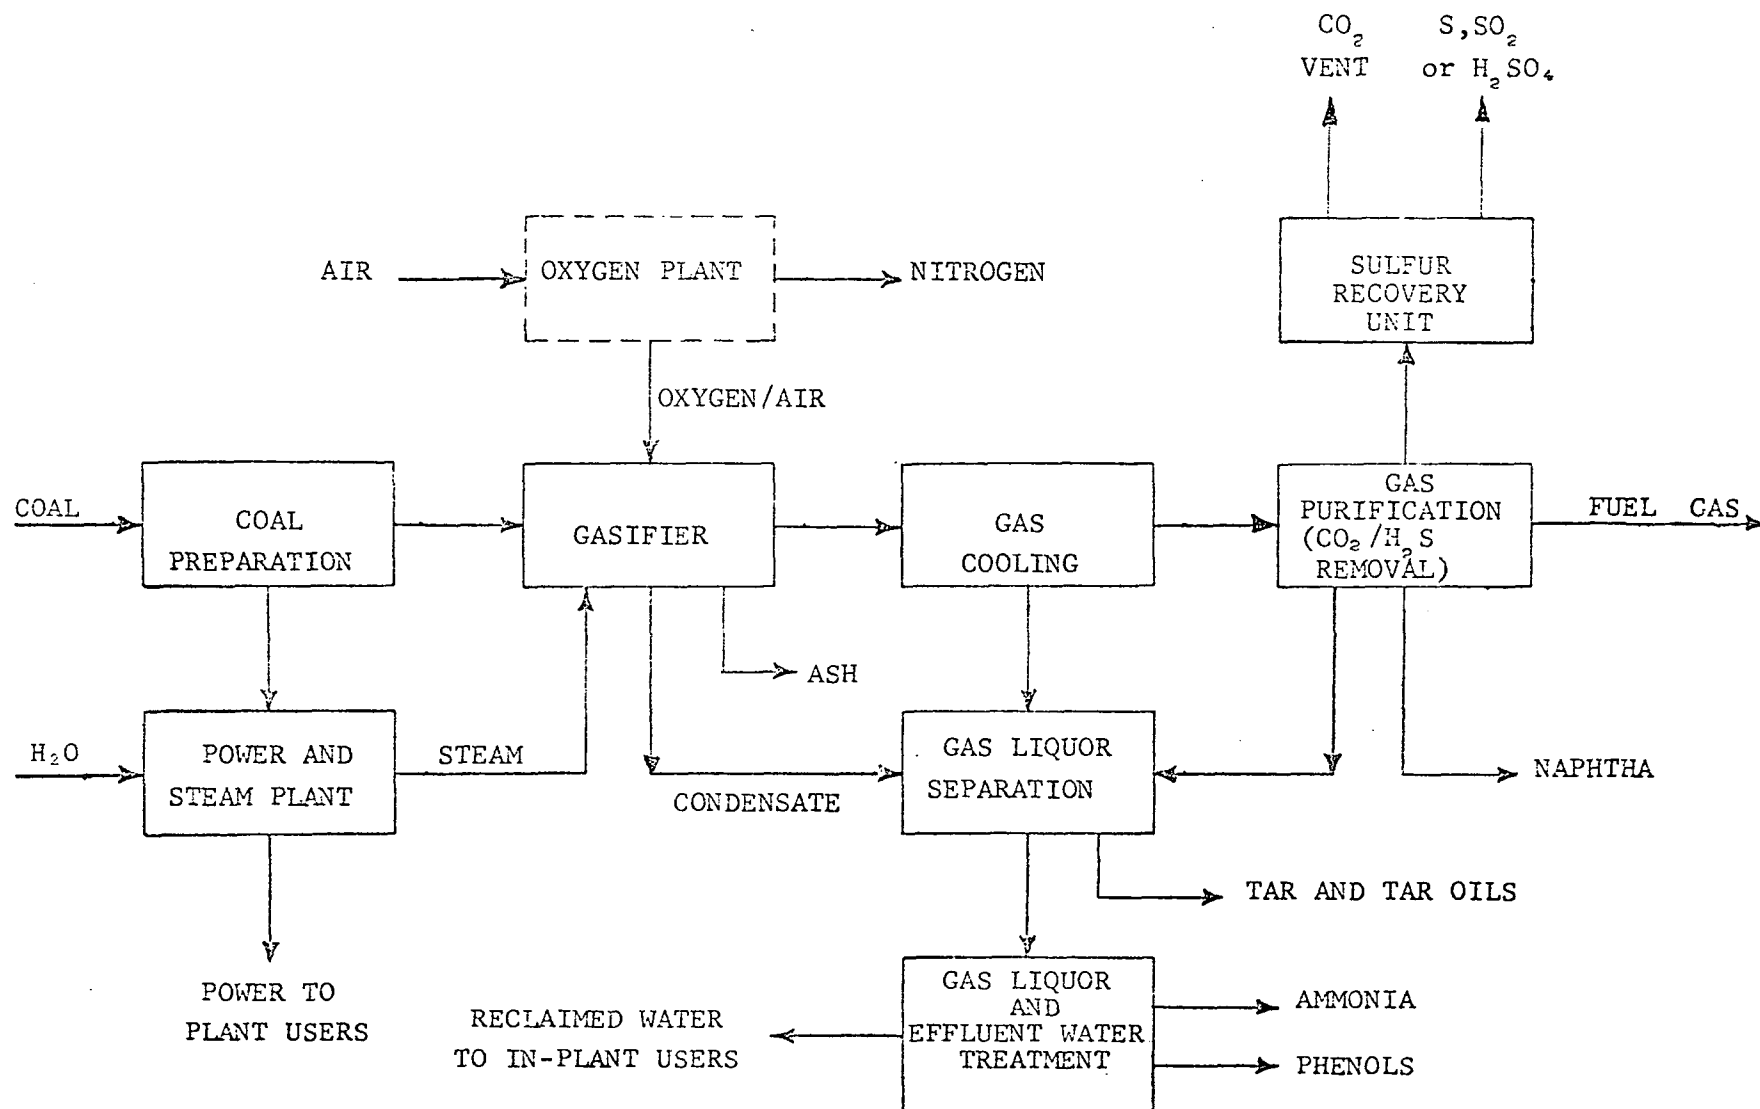 CO₂
VENT
S,SO₂
or H₂SO₄
AIR
OXYGEN PLANT
NITROGEN
SULFUR
RECOVERY
UNIT
OXYGEN/AIR
COAL
COAL
PREPARATION
GASIFIER
GAS
COOLING
GAS
PURIFICATION
(CO₂/H₂S
REMOVAL)
FUEL GAS
ASH
H₂O
POWER AND
STEAM PLANT
STEAM
CONDENSATE
GAS LIQUOR
SEPARATION
NAPHTHA
TAR AND TAR OILS
POWER TO
PLANT USERS
RECLAIMED WATER
TO IN-PLANT USERS
GAS LIQUOR
AND
EFFLUENT WATER
TREATMENT
AMMONIA
PHENOLS